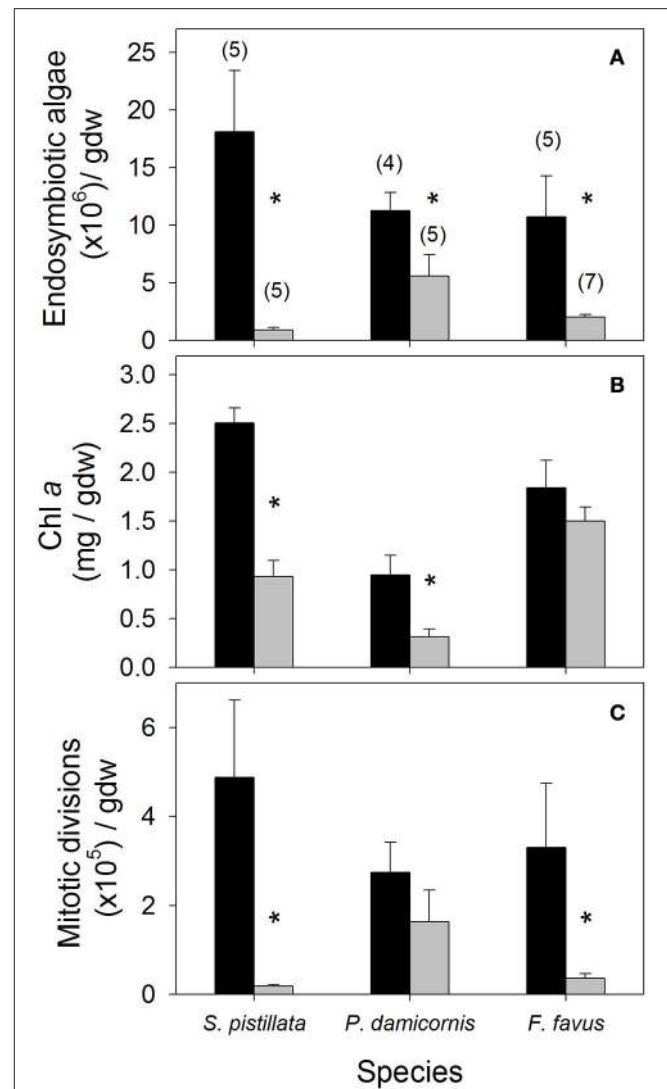 A
Endosymbiotic algae
(x10⁶)/ gdw
25
20
15
10
5
0
(5)
*
(5)
(4)
*
(5)
(5)
*
(7)
B
Chl a
(mg / gdw)
3.0
2.5
2.0
1.5
1.0
0.5
0.0
*
*
C
Mitotic divisions
(x10⁵) / gdw
6
4
2
0
*
*
S. pistillata
P. damicornis
F. favus
Species